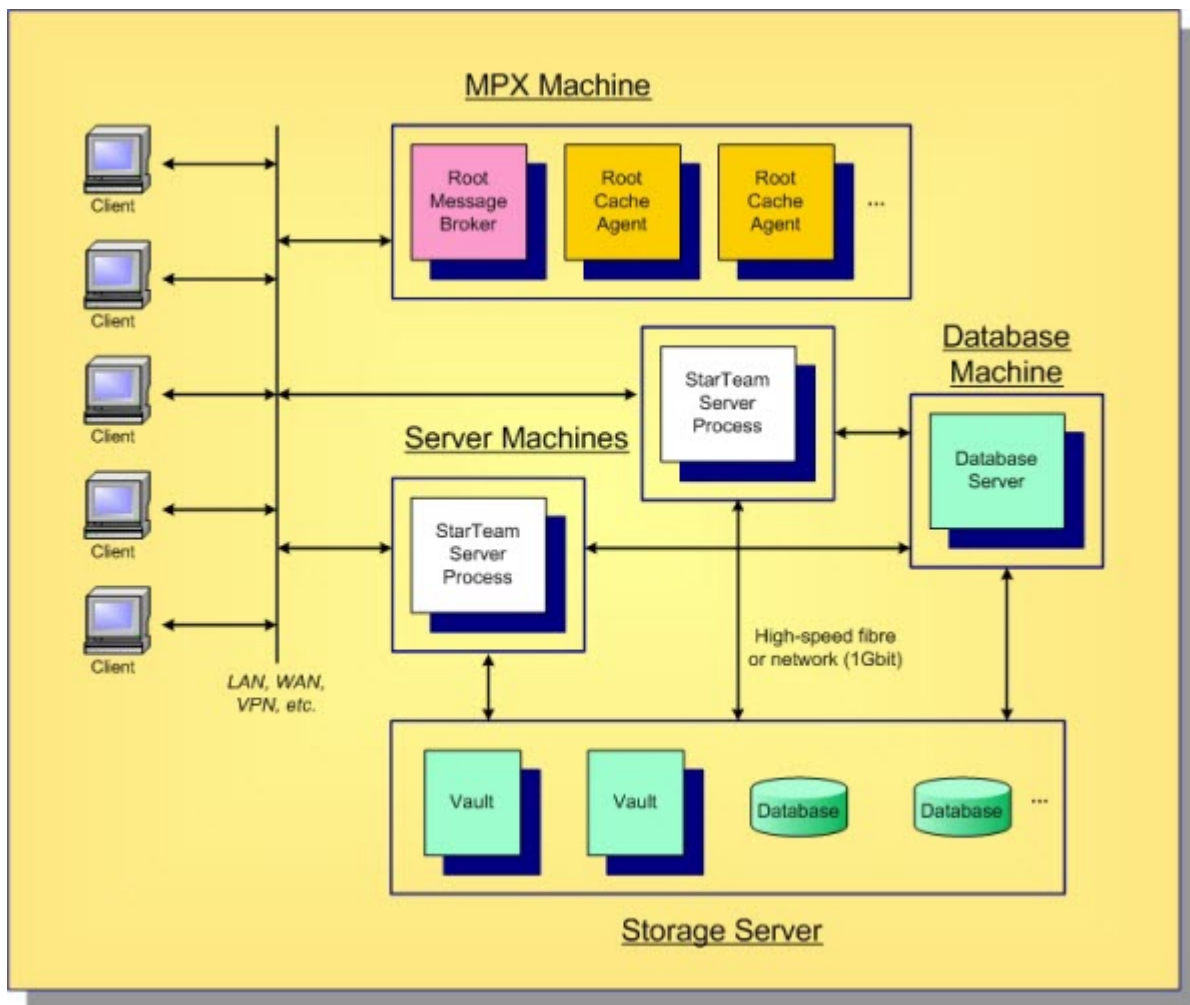 MPX Machine
Client
Client
Client
Client
Client
LAN, WAN,
VPN, etc.
Root
Message
Broker
Root
Cache
Agent
Root
Cache
Agent
...
StarTeam
Server
Process
Database
Machine
Database
Server
Server Machines
StarTeam
Server
Process
High-speed fibre
or network (1Gbit)
Vault
Vault
Database
Database
...
Storage Server